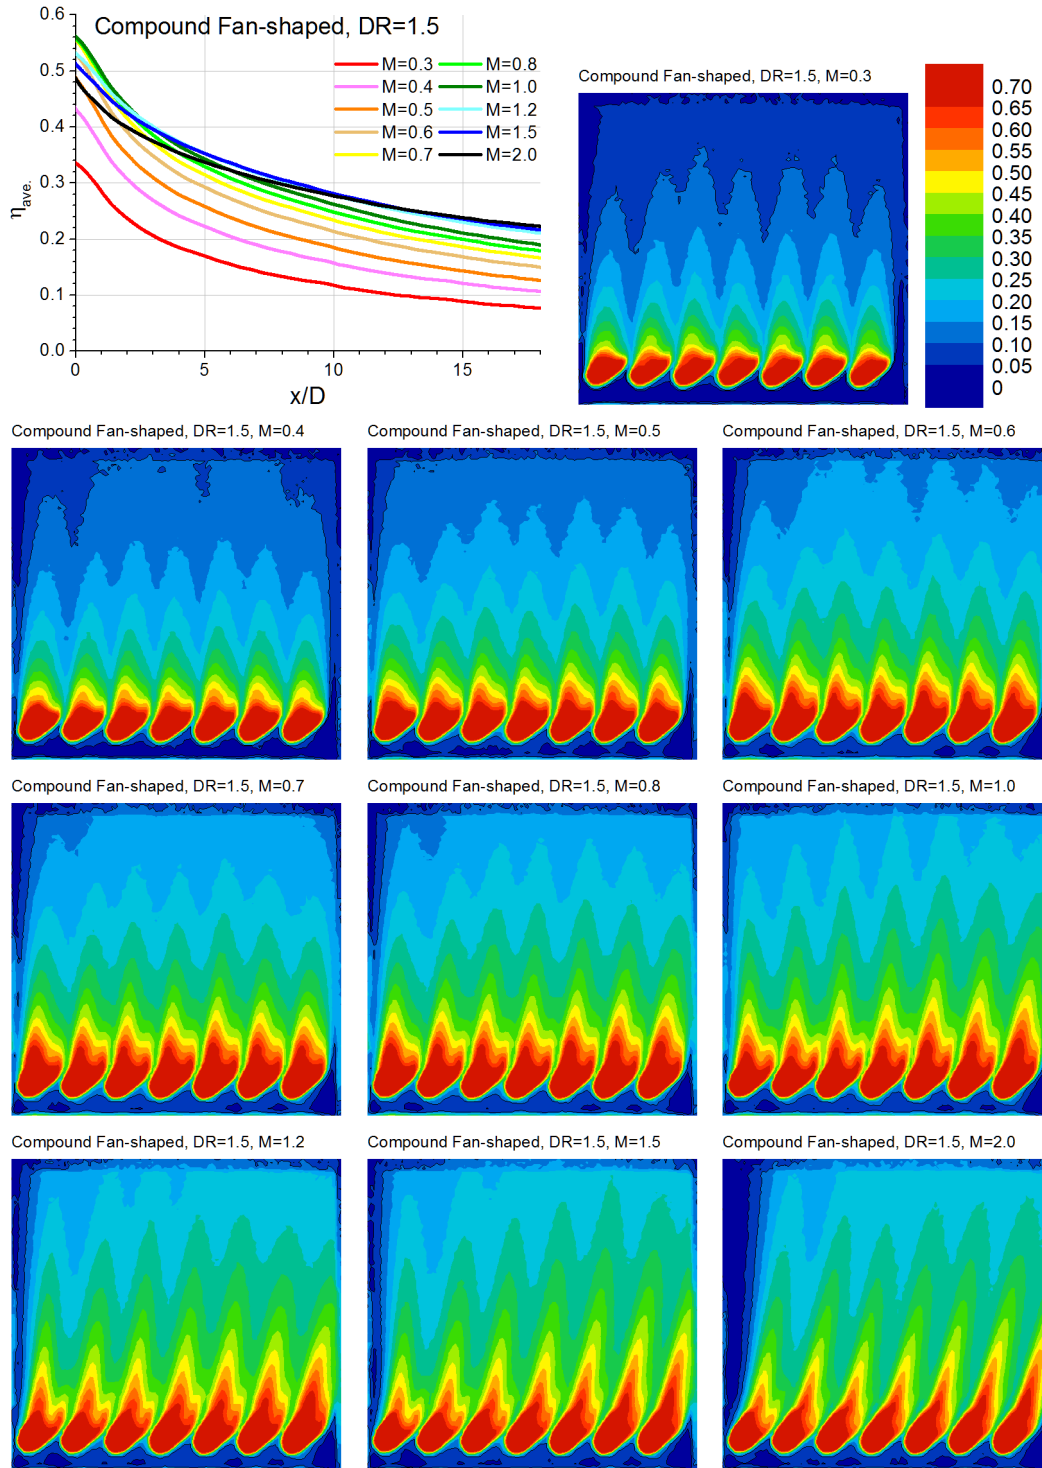 Compound Fan-shaped, DR=1.5
0.6
0.5
0.4
0.3
0.2
0.1
0.0
ηave.
M=0.3
M=0.4
M=0.5
M=0.6
M=0.7
M=0.8
M=1.0
M=1.2
M=1.5
M=2.0
0
5
10
15
x/D
Compound Fan-shaped, DR=1.5, M=0.3
0.70
0.65
0.60
0.55
0.50
0.45
0.40
0.35
0.30
0.25
0.20
0.15
0.10
0.05
0
Compound Fan-shaped, DR=1.5, M=0.4
Compound Fan-shaped, DR=1.5, M=0.5
Compound Fan-shaped, DR=1.5, M=0.6
Compound Fan-shaped, DR=1.5, M=0.7
Compound Fan-shaped, DR=1.5, M=0.8
Compound Fan-shaped, DR=1.5, M=1.0
Compound Fan-shaped, DR=1.5, M=1.2
Compound Fan-shaped, DR=1.5, M=1.5
Compound Fan-shaped, DR=1.5, M=2.0